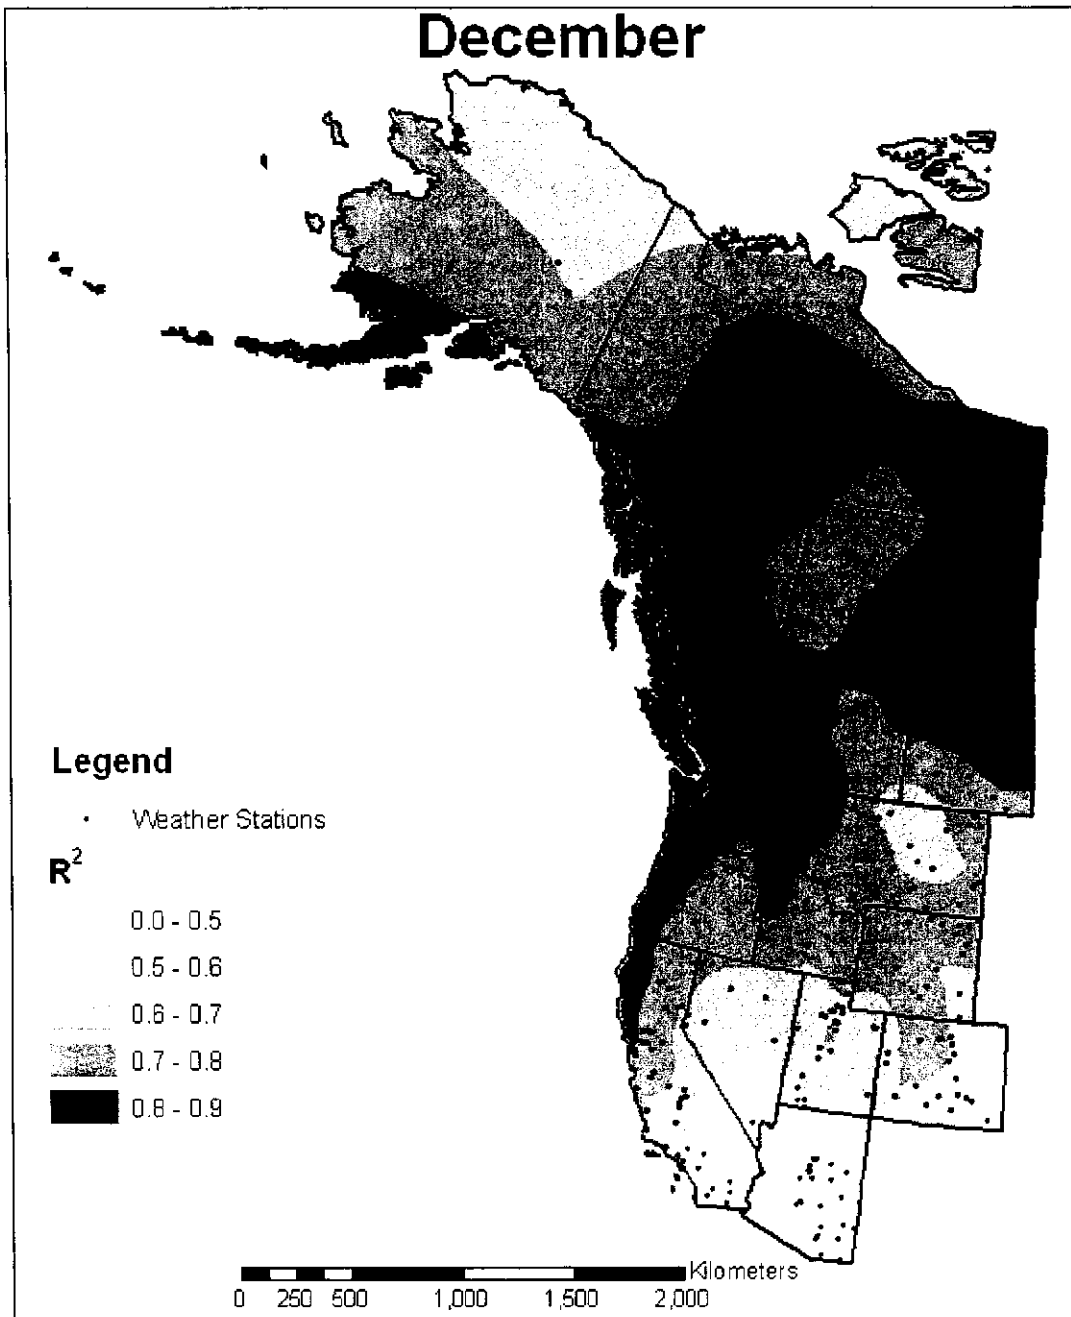 December
Legend
Weather Stations
R²
0.0 - 0.5
0.5 - 0.6
0.6 - 0.7
0.7 - 0.8
0.8 - 0.9
Kilometers
0 250 500 1,000 1,500 2,000